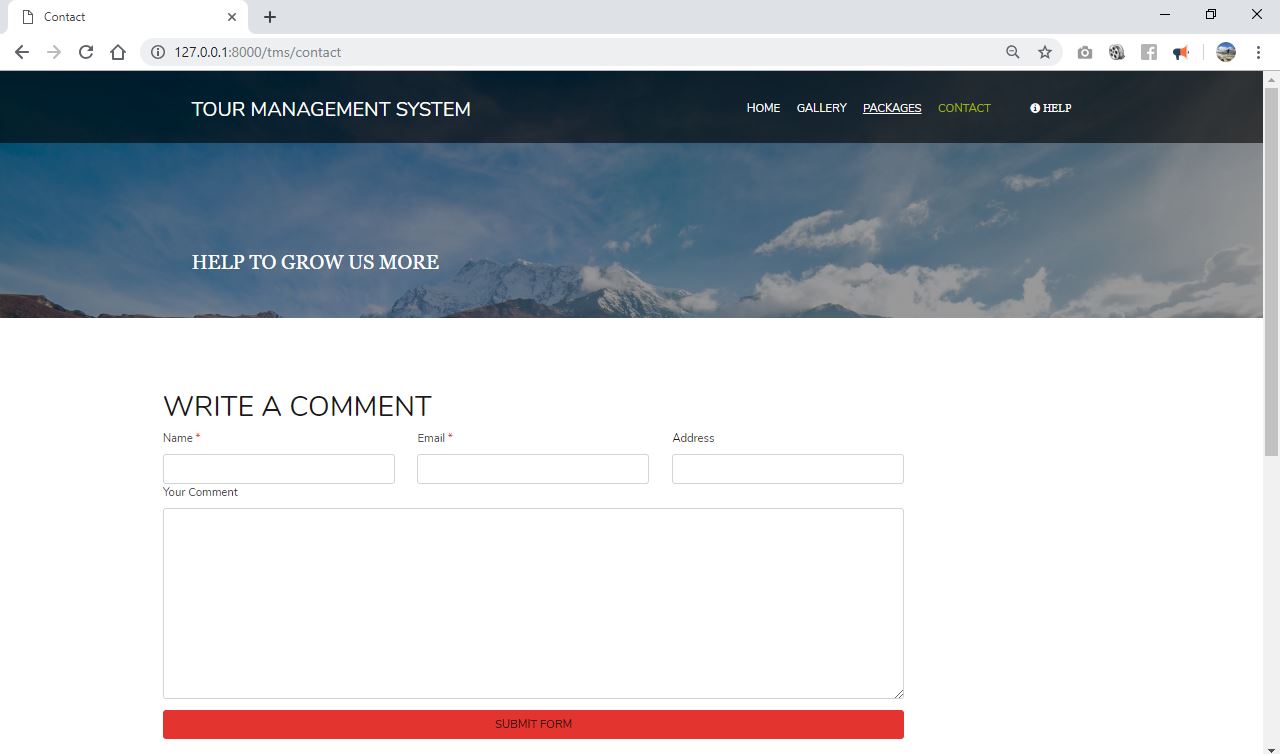 Contact
127.0.0.1:8000/tms/contact
TOUR MANAGEMENT SYSTEM
HOME GALLERY PACKAGES CONTACT HELP
HELP TO GROW US MORE
WRITE A COMMENT
Name * Email * Address
Your Comment
SUBMIT FORM